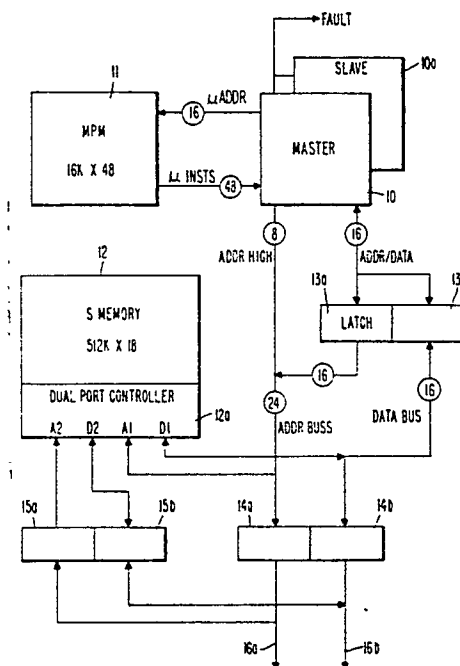 FAULT
SLAVE
10a
11
μADDR
16
MPM
16K X 48
MASTER
μ INSTS
48
10
8
16
ADDR HIGH
ADDR/DATA
12
13a
13
S MEMORY
512K X 18
LATCH
16
16
DUAL PORT CONTROLLER
24
12a
DATA BUS
A2 D2 A1 D1
ADDR BUSS
15a
15b
14a
14b
16a
16b